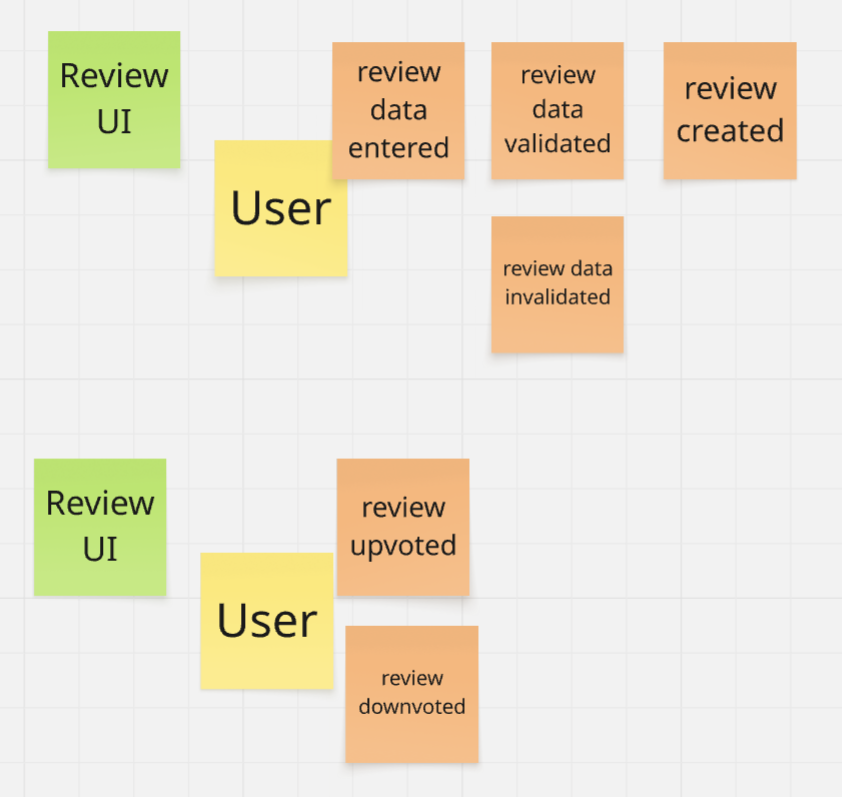 Review
UI
User
review
data
entered
review
data
validated
review
created
review data
invalidated
Review
UI
User
review
upvoted
review
downvoted